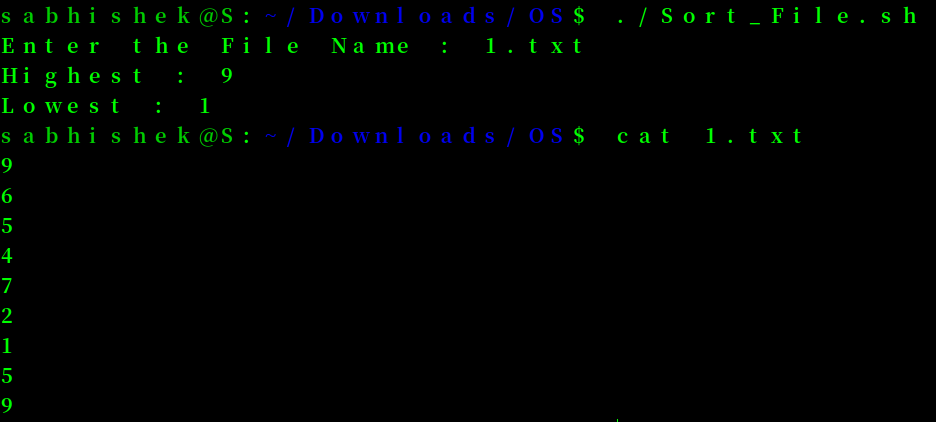 sabhishek@S:~/Downloads/OS$ ./Sort_File.sh
Enter the File Name : 1.txt
Highest : 9
Lowest : 1
sabhishek@S:~/Downloads/OS$ cat 1.txt
9
6
5
4
7
2
1
5
9